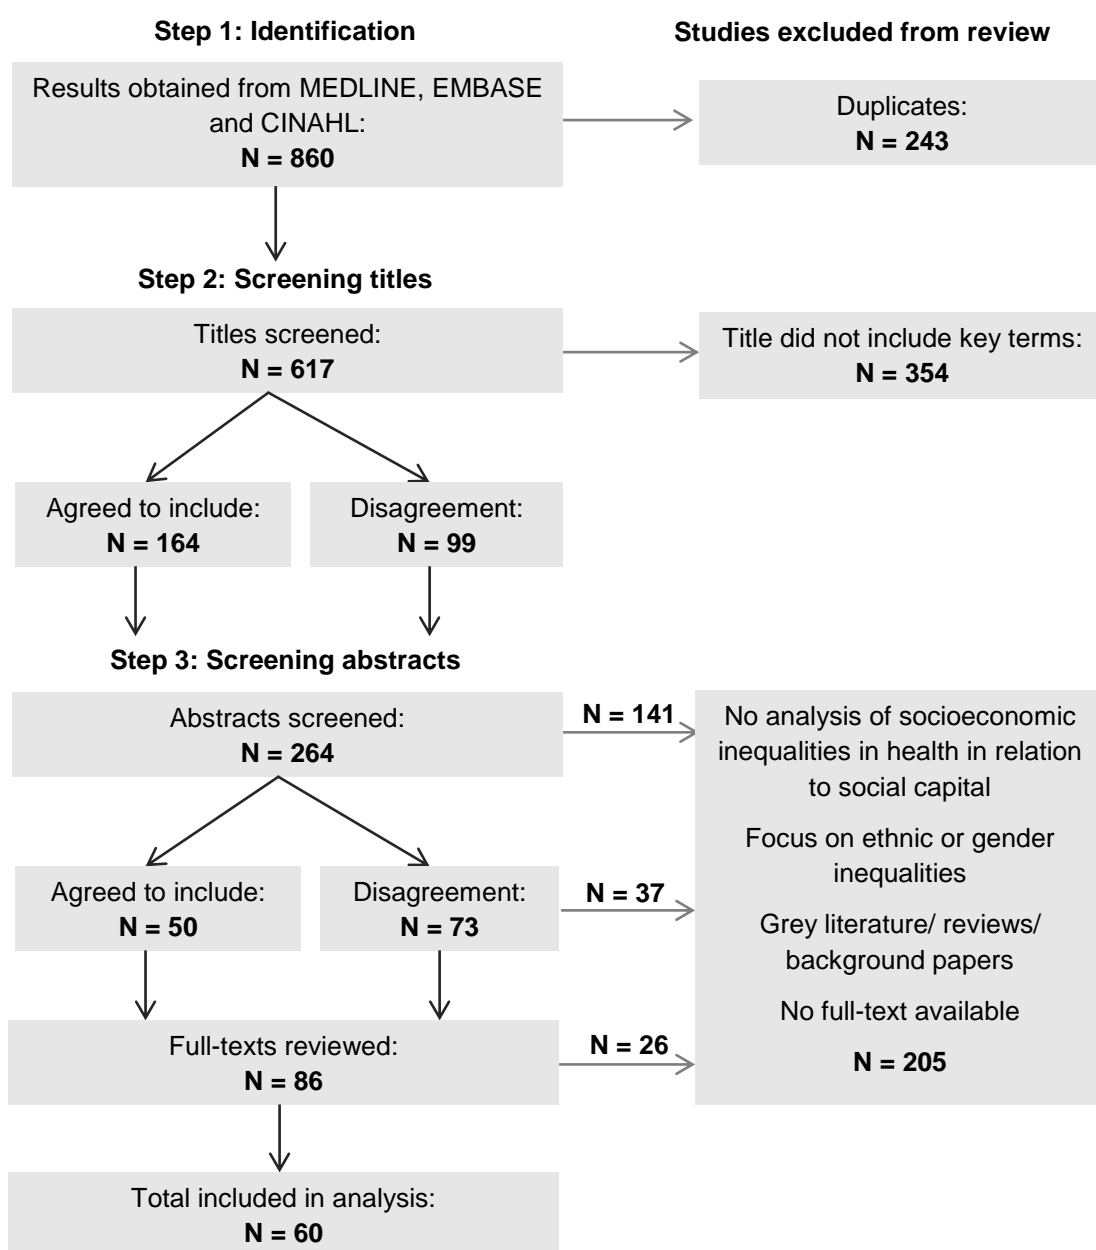 Step 1: Identification
Studies excluded from review
Results obtained from MEDLINE, EMBASE
and CINAHL:
N = 860
Duplicates:
N = 243
Step 2: Screening titles
Titles screened:
N = 617
Title did not include key terms:
N = 354
Agreed to include:
N = 164
Disagreement:
N = 99
Step 3: Screening abstracts
Abstracts screened:
N = 264
N = 141
No analysis of socioeconomic
inequalities in health in relation
to social capital
Focus on ethnic or gender
inequalities
Grey literature/ reviews/
background papers
No full-text available
N = 205
Agreed to include:
N = 50
Disagreement:
N = 73
N = 37
Full-texts reviewed:
N = 86
N = 26
Total included in analysis:
N = 60